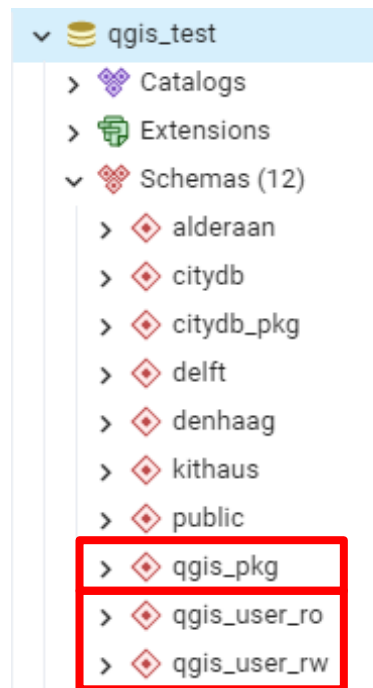 qgis_test
Catalogs
Extensions
Schemas (12)
alderaan
citydb
citydb_pkg
delft
denhaag
kithaus
public
qgis_pkg
qgis_user_ro
qgis_user_rw